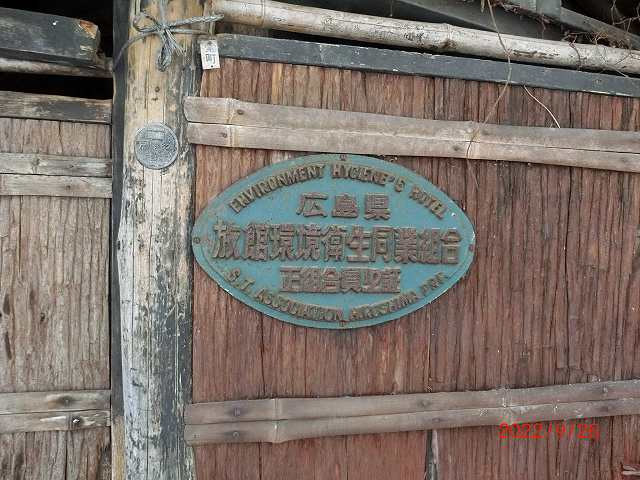 ENVIRONMENT HYGIENE'S ROTEL
広島県
旅館環境衛生同業組合
正組合員之証
S.T. ASSOCIATION HIROSHIMA PRF.
2022/9/26